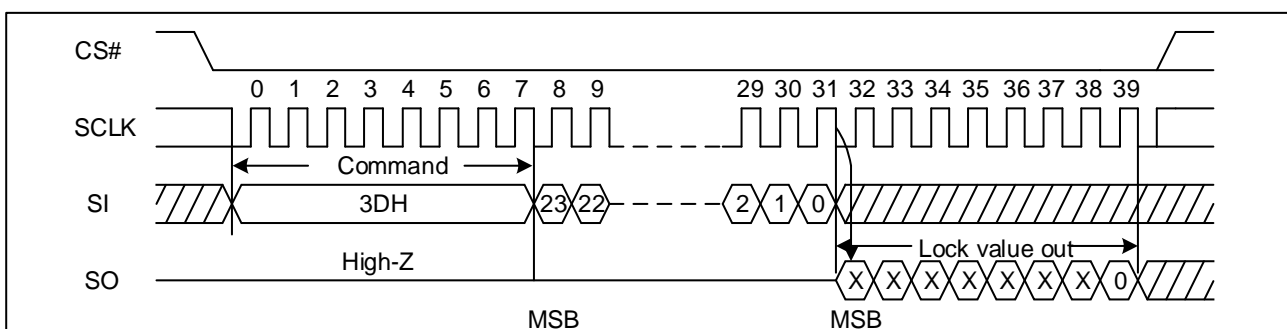 CS#
0 1 2 3 4 5 6 7 8 9 29 30 31 32 33 34 35 36 37 38 39
SCLK
Command
SI 3DH 23 22 2 1 0
Lock value out
High-Z
SO X X X X X X X 0
MSB MSB